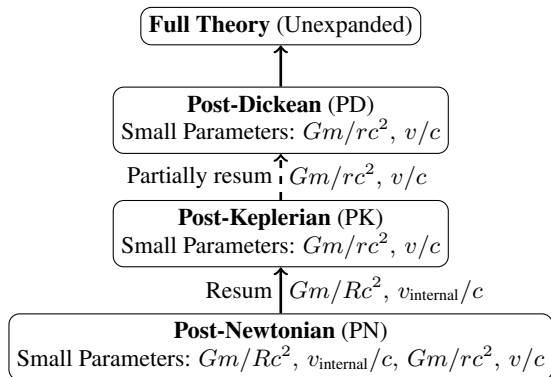 Full Theory (Unexpanded)
Post-Dickean (PD)
Small Parameters: Gm/rc², v/c
Partially resum Gm/rc², v/c
Post-Keplerian (PK)
Small Parameters: Gm/rc², v/c
Resum Gm/Rc², v_internal/c
Post-Newtonian (PN)
Small Parameters: Gm/Rc², v_internal/c, Gm/rc², v/c